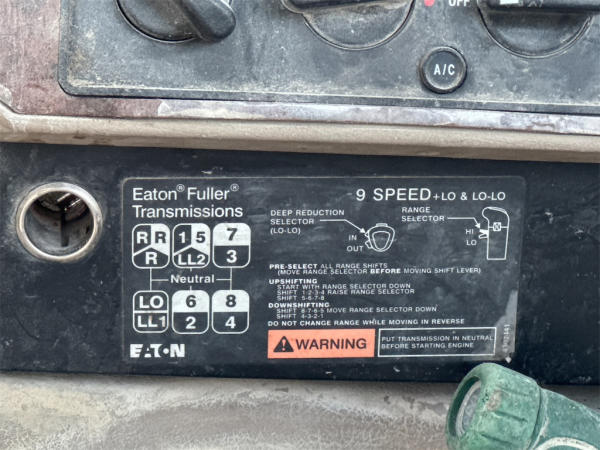 OFF
A/C
Eaton® Fuller®
Transmissions
9 SPEED +LO & LO-LO
DEEP REDUCTION
SELECTOR
(LO-LO)
IN
OUT
RANGE
SELECTOR
HI
LO
R R
R
1 5
LL2
7
3
Neutral
LO
LL1
6
2
8
4
PRE-SELECT ALL RANGE SHIFTS
(MOVE RANGE SELECTOR BEFORE MOVING SHIFT LEVER)
UPSHIFTING
START WITH RANGE SELECTOR DOWN
SHIFT 1-2-3-4 RAISE RANGE SELECTOR
SHIFT 5-6-7-8
DOWNSHIFTING
SHIFT 8-7-6-5 MOVE RANGE SELECTOR DOWN
SHIFT 4-3-2-1
DO NOT CHANGE RANGE WHILE MOVING IN REVERSE
WARNING
PUT TRANSMISSION IN NEUTRAL
BEFORE STARTING ENGINE
EATON